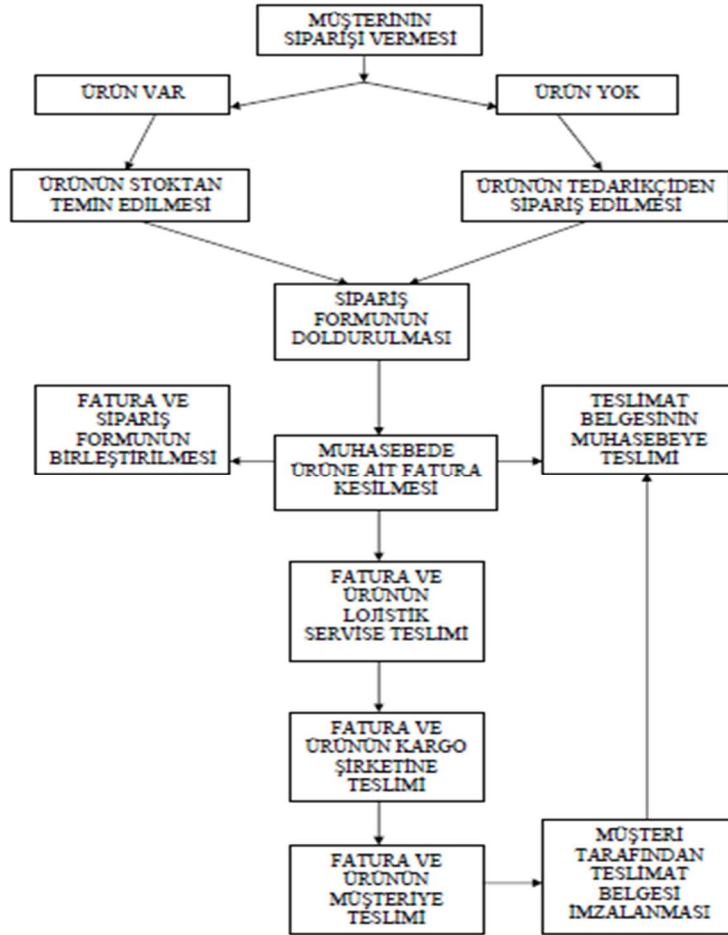 MÜŞTERİNİN
SİPARİŞİ VERMESİ
ÜRÜN VAR
ÜRÜN YOK
ÜRÜNÜN STOKTAN
TEMİN EDİLMESİ
ÜRÜNÜN TEDARİKÇİDEN
SİPARİŞ EDİLMESİ
SİPARİŞ
FORMUNUN
DOLDURULMASI
FATURA VE
SİPARİŞ
FORMUNUN
BİRLEŞTİRİLMESİ
TESLİMAT
BELGESİNİN
MUHASEBEYE
TESLİMİ
MUHASEBEDE
ÜRÜNE AİT FATURA
KESİLMESİ
FATURA VE
ÜRÜNÜN
LOJİSTİK
SERVİSE TESLİMİ
FATURA VE
ÜRÜNÜN KARGO
ŞİRKETİNE
TESLİMİ
FATURA VE
ÜRÜNÜN
MÜŞTERİYE
TESLİMİ
MÜŞTERİ
TARAFINDAN
TESLİMAT
BELGESİ
İMZALANMASI